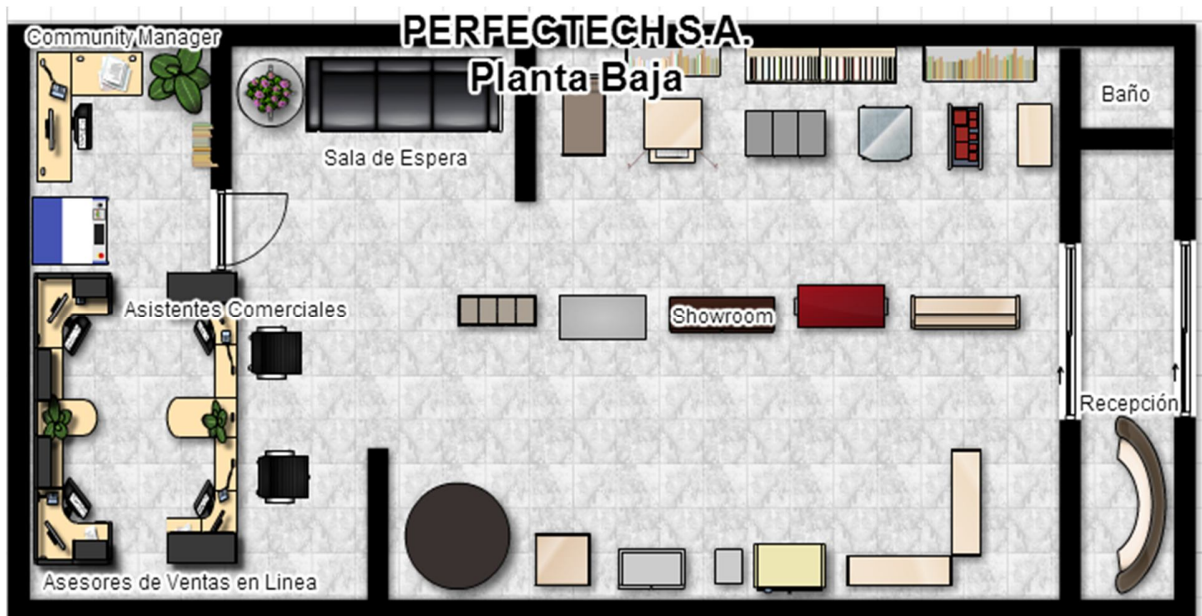 PERFECTECH S.A.
Planta Baja
Community Manager
Sala de Espera
Baño
Asistentes Comerciales
Showroom
Recepción
Asesores de Ventas en Linea